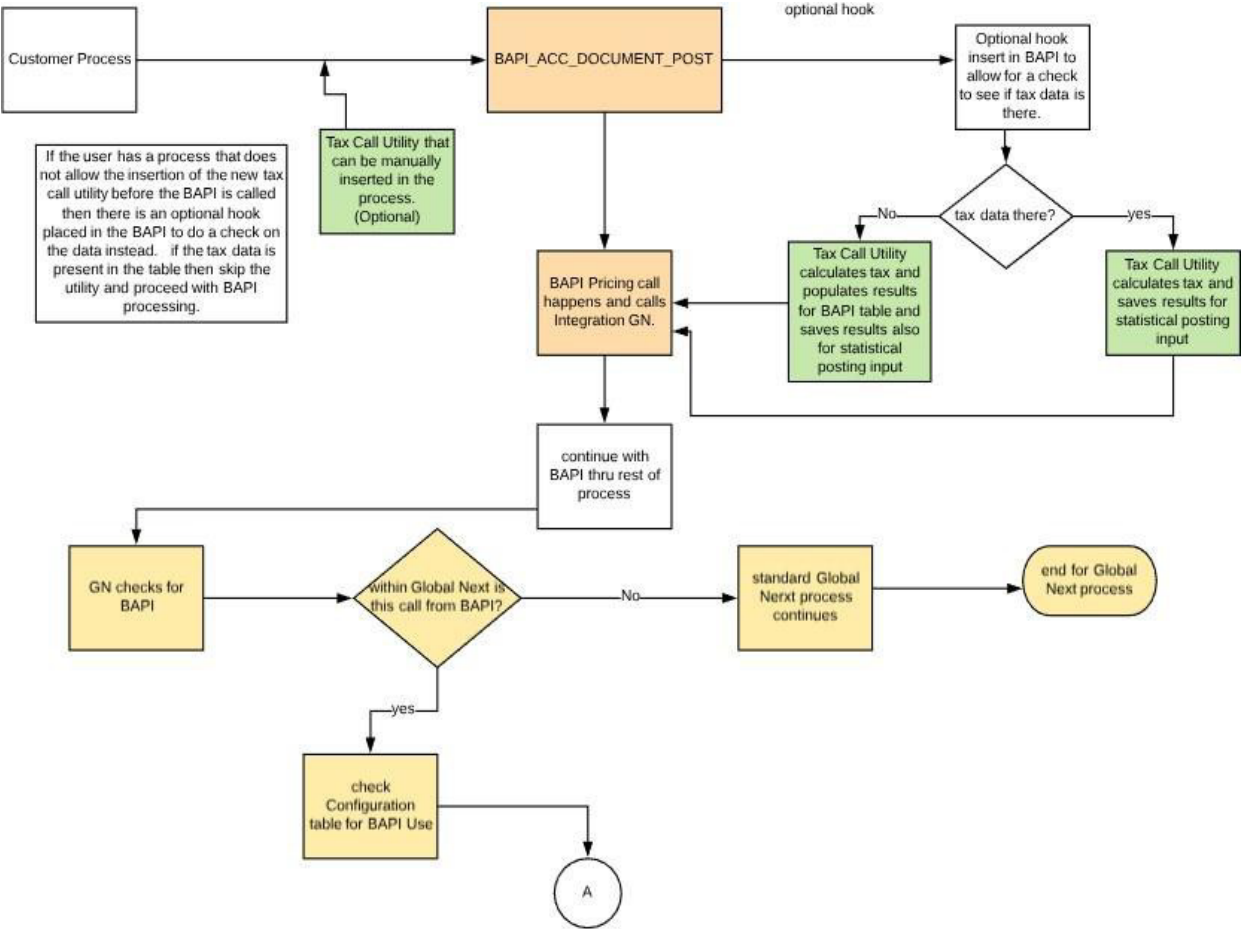 optional hook
Customer Process
BAPI_ACC_DOCUMENT_POST
Optional hook
insert in BAPI to
allow for a check
to see if tax data is
there.
If the user has a process that does
not allow the insertion of the new tax
call utility before the BAPI is called
then there is an optional hook
placed in the BAPI to do a check on
the data instead. if the tax data is
present in the table then skip the
utility and proceed with BAPI
processing.
Tax Call Utility that
can be manually
inserted in the
process.
(Optional)
No
tax data there?
yes
BAPI Pricing call
happens and calls
Integration GN.
Tax Call Utility
calculates tax and
populates results
for BAPI table and
saves results also
for statistical
posting input
Tax Call Utility
calculates tax and
saves results for
statistical posting
input
continue with
BAPI thru rest of
process
GN checks for
BAPI
within Global Next is
this call from BAPI?
No
standard Global
Nerxt process
continues
end for Global
Next process
yes
check
Configuration
table for BAPI Use
A